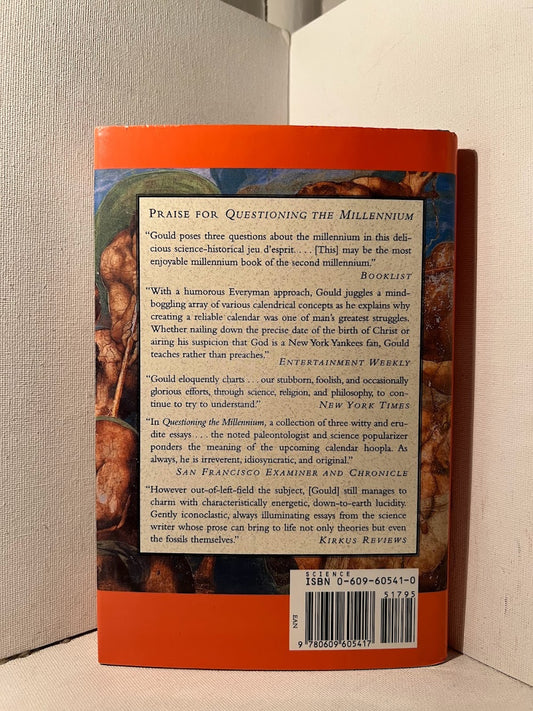 PRAISE FOR QUESTIONING THE MILLENNIUM
“Gould poses three questions about the millennium in this deli-
cious science-historical jeu d’esprit. . . . [This] may be the most
enjoyable millennium book of the second millennium.”
BOOKLIST
“With a humorous Everyman approach, Gould juggles a mind-
boggling array of various calendrical concepts as he explains why
creating a reliable calendar was one of man’s greatest struggles.
Whether nailing down the precise date of the birth of Christ or
airing his suspicion that God is a New York Yankees fan, Gould
teaches rather than preaches.”
ENTERTAINMENT WEEKLY
“Gould eloquently charts . . . our stubborn, foolish, and occasionally
glorious efforts, through science, religion, and philosophy, to con-
tinue to try to understand.” NEW YORK TIMES
“In Questioning the Millennium, a collection of three witty and eru-
dite essays . . . the noted paleontologist and science popularizer
ponders the meaning of the upcoming calendar hoopla. As
always, he is irreverent, idiosyncratic, and original.”
SAN FRANCISCO EXAMINER AND CHRONICLE
“However out-of-left-field the subject, [Gould] still manages to
charm with characteristically energetic, down-to-earth lucidity.
Gently iconoclastic, always illuminating essays from the science
writer whose prose can bring to life not only theories but even
the fossils themselves.” KIRKUS REVIEWS
SCIENCE
ISBN 0-609-60541-0
51795
EAN
9 780609 605417